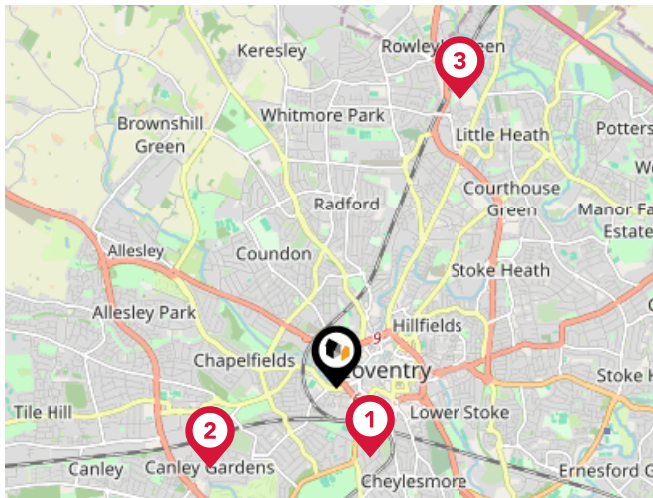 Keresley
Rowley's Green
3
Whitmore Park
Brownshill
Green
Little Heath
Potters
Courthouse
Green
Radford
Manor Fa
Estate
Allesley
Coundon
Stoke Heath
Allesley Park
Hillfields
9
Chapelfields
Coventry
Stoke H
Tile Hill
1
Lower Stoke
2
Canley
Canley Gardens
Cheylesmore
Ernesford G